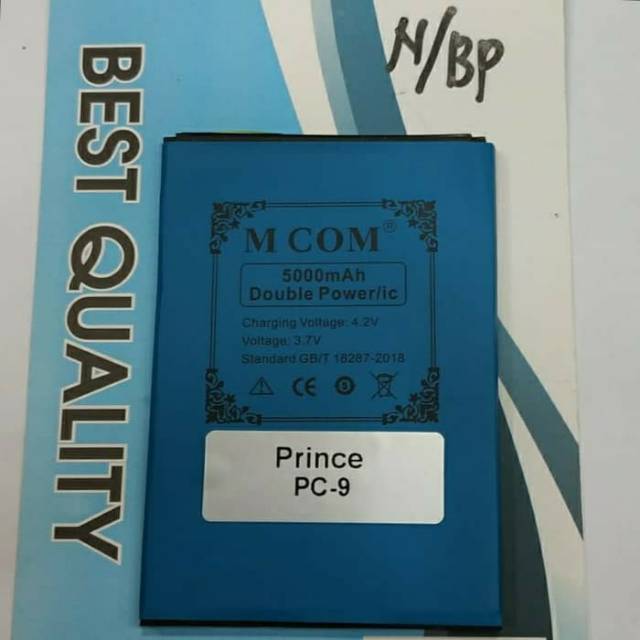 N/BP
BEST QUALITY
M COM®
5000mAh
Double Power/ic
Charging Voltage: 4.2V
Voltage: 3.7V
Standard GB/T 18287-2018
CE
Prince
PC-9